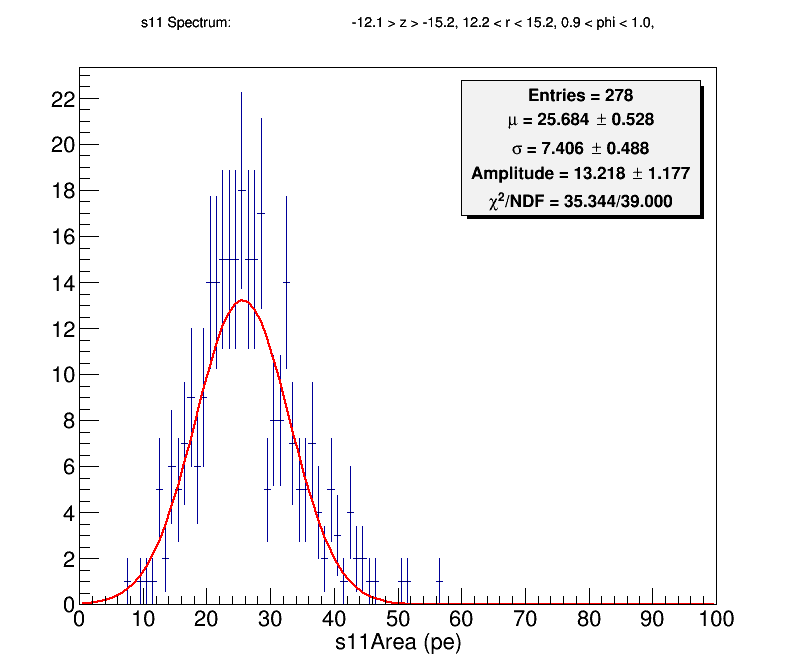 s11 Spectrum: -12.1 > z > -15.2, 12.2 < r < 15.2, 0.9 < phi < 1.0,
Entries = 278
μ = 25.684 ± 0.528
σ = 7.406 ± 0.488
Amplitude = 13.218 ± 1.177
χ²/NDF = 35.344/39.000
22
20
18
16
14
12
10
8
6
4
2
0
0 10 20 30 40 50 60 70 80 90 100
s11Area (pe)